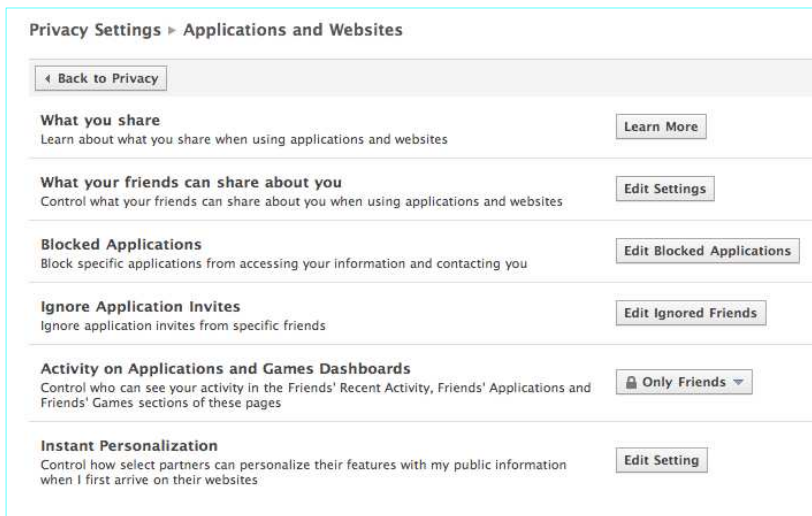 Privacy Settings ▸ Applications and Websites
Back to Privacy
What you share
Learn about what you share when using applications and websites
Learn More
What your friends can share about you
Control what your friends can share about you when using applications and websites
Edit Settings
Blocked Applications
Block specific applications from accessing your information and contacting you
Edit Blocked Applications
Ignore Application Invites
Ignore application invites from specific friends
Edit Ignored Friends
Activity on Applications and Games Dashboards
Control who can see your activity in the Friends' Recent Activity, Friends' Applications and
Friends' Games sections of these pages
Only Friends
Instant Personalization
Control how select partners can personalize their features with my public information
when I first arrive on their websites
Edit Setting